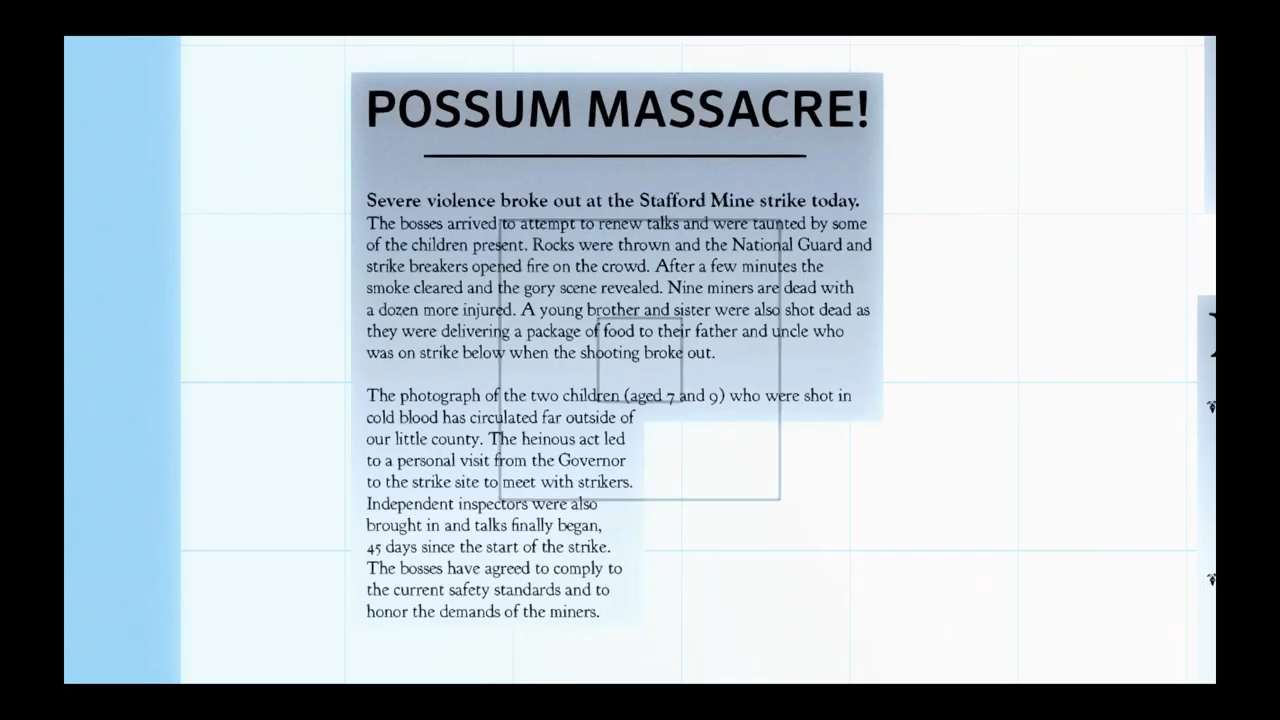 POSSUM MASSACRE!
Severe violence broke out at the Stafford Mine strike today.
The bosses arrived to attempt to renew talks and were taunted by some
of the children present. Rocks were thrown and the National Guard and
strike breakers opened fire on the crowd. After a few minutes the
smoke cleared and the gory scene revealed. Nine miners are dead with
a dozen more injured. A young brother and sister were also shot dead as
they were delivering a package of food to their father and uncle who
was on strike below when the shooting broke out.
The photograph of the two children (aged 7 and 9) who were shot in
cold blood has circulated far outside of
our little county. The heinous act led
to a personal visit from the Governor
to the strike site to meet with strikers.
Independent inspectors were also
brought in and talks finally began,
45 days since the start of the strike.
The bosses have agreed to comply to
the current safety standards and to
honor the demands of the miners.